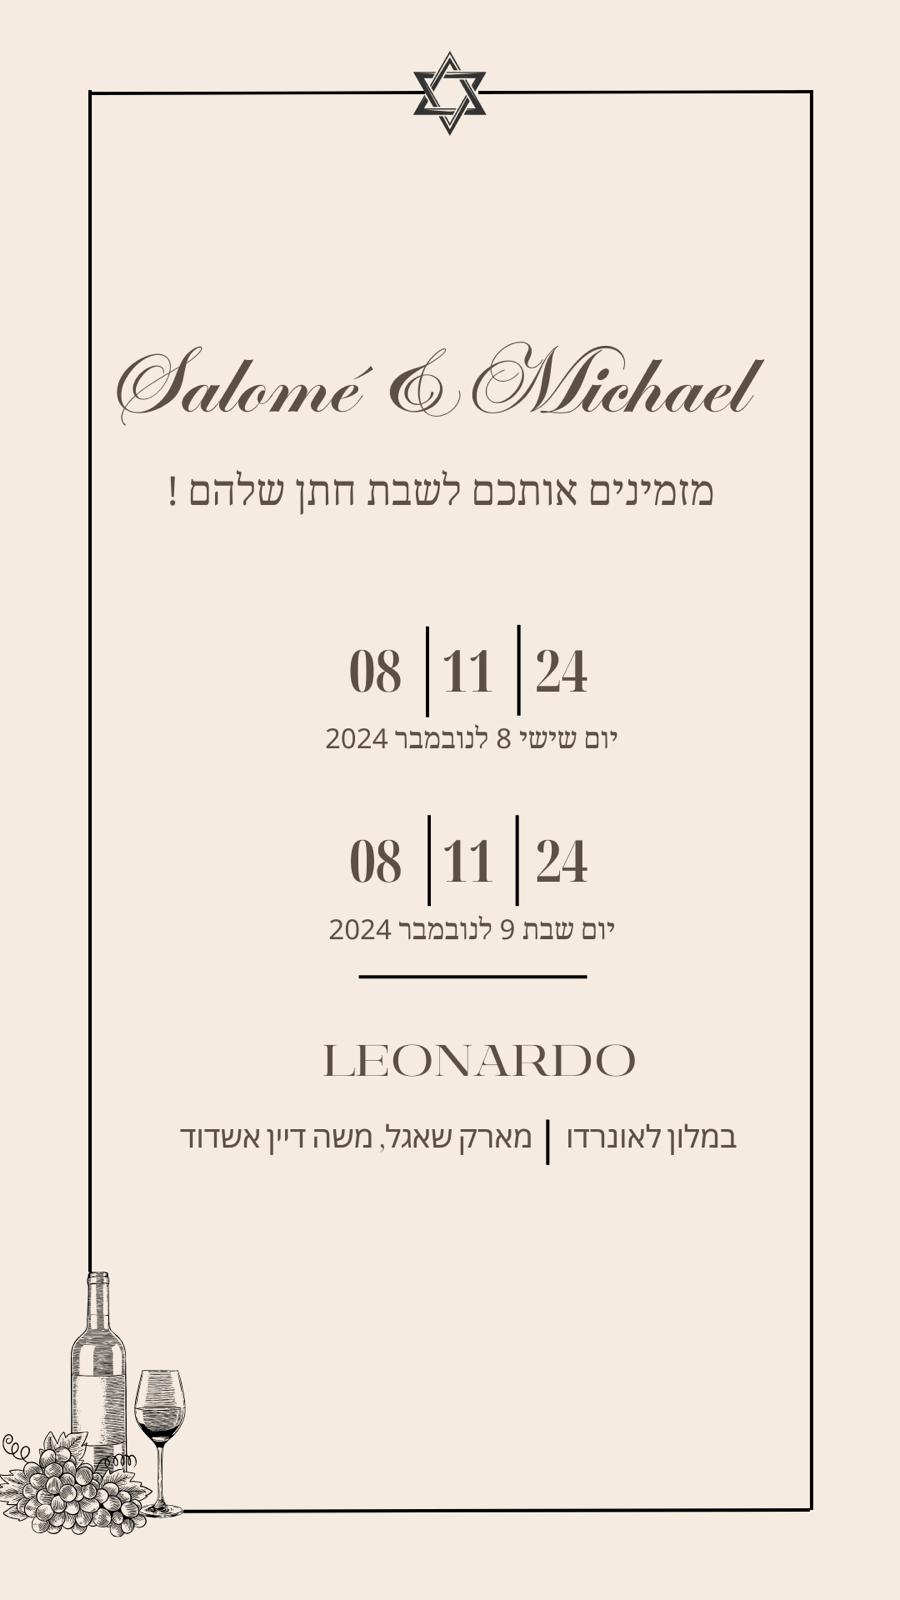 Salomé & Michael
מזמינים אותכם לשבת חתן שלהם !
08 | 11 | 24
יום שישי 8 לנובמבר 2024
08 | 11 | 24
יום שבת 9 לנובמבר 2024
LEONARDO
במלון לאונרדו | מארק שאגל, משה דיין אשדוד